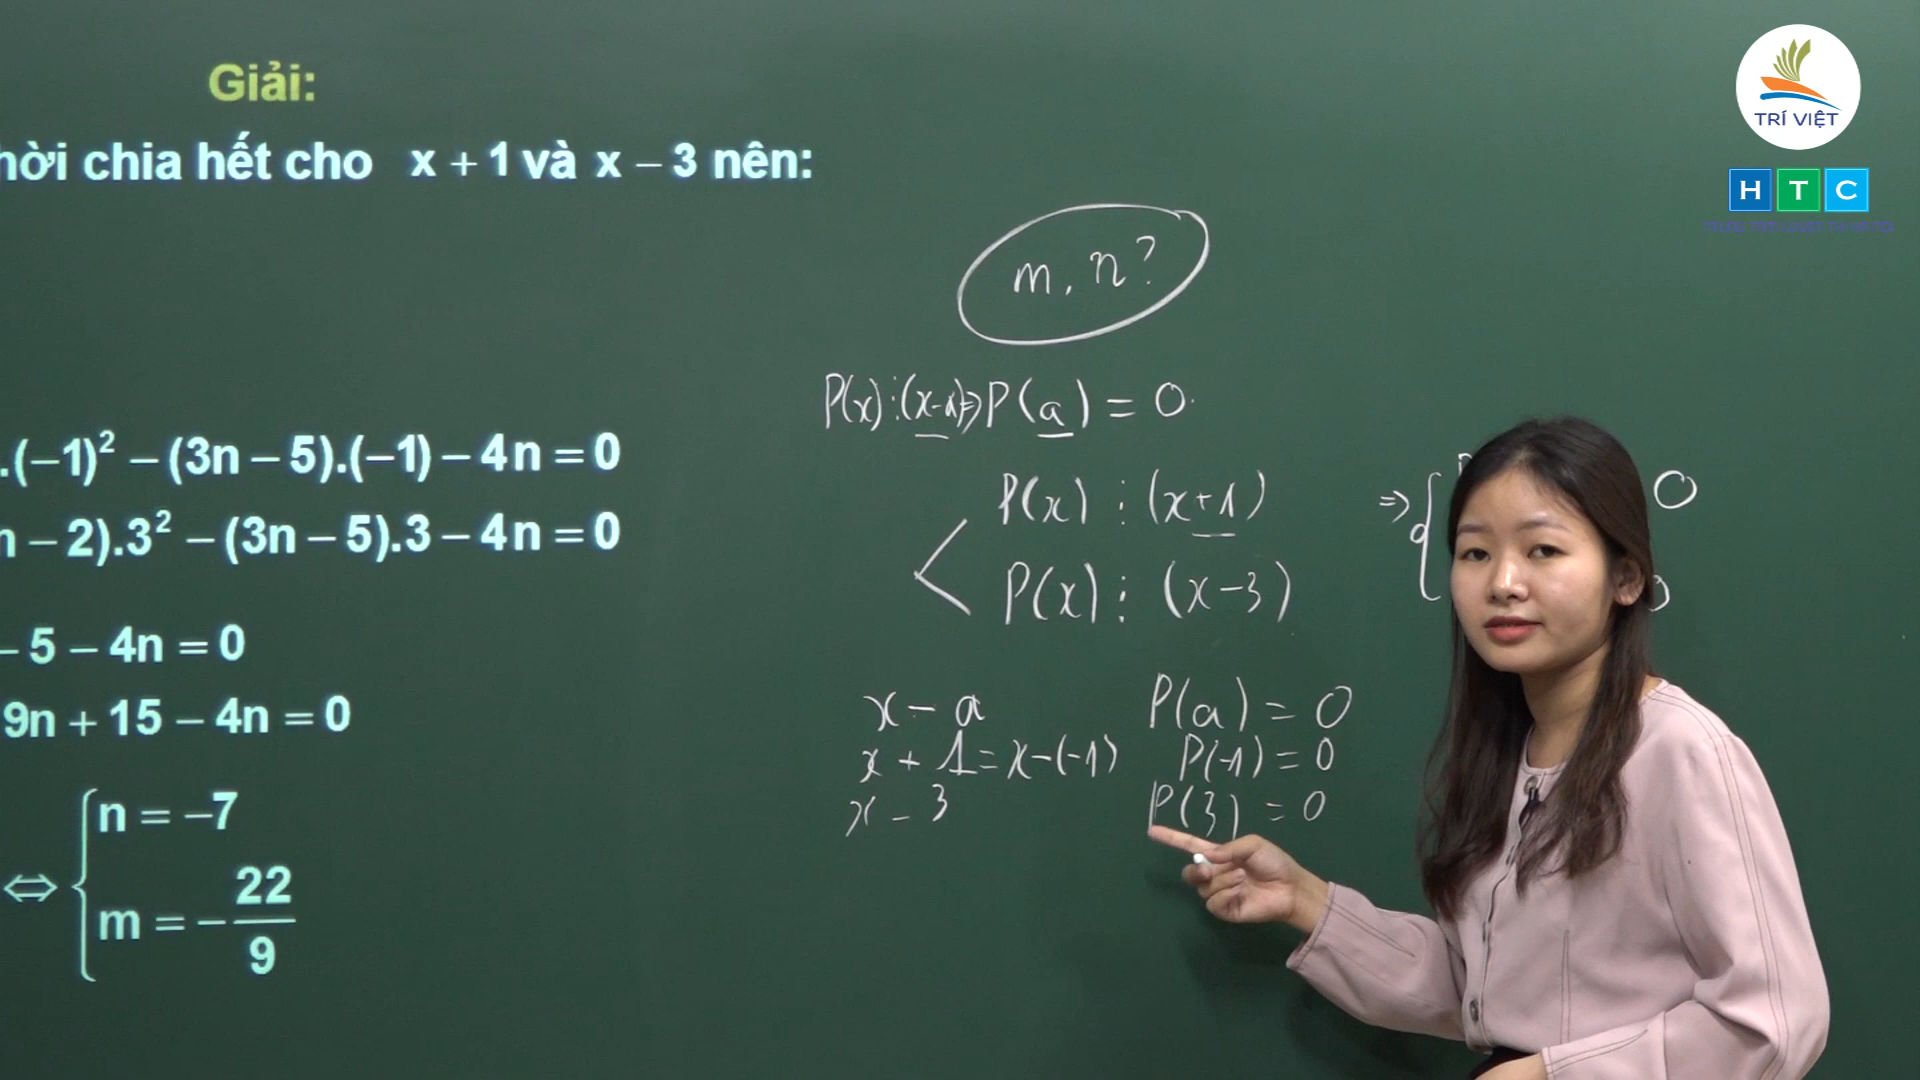 Giải:
hời chia hết cho x + 1 và x – 3 nên:
.(–1)² – (3n – 5).(–1) – 4n = 0
n – 2).3² – (3n – 5).3 – 4n = 0
– 5 – 4n = 0
9n + 15 – 4n = 0
⇔ { n = –7
m = – 22/9
m, n ?
P(x) ⋮ (x-a) => P(a) = 0
P(x) ⋮ (x+1)
P(x) ⋮ (x-3)
=> { 0
x - a P(a) = 0
x + 1 = x-(-1) P(-1) = 0
x - 3 P(3) = 0
TRÍ VIỆT
H T C